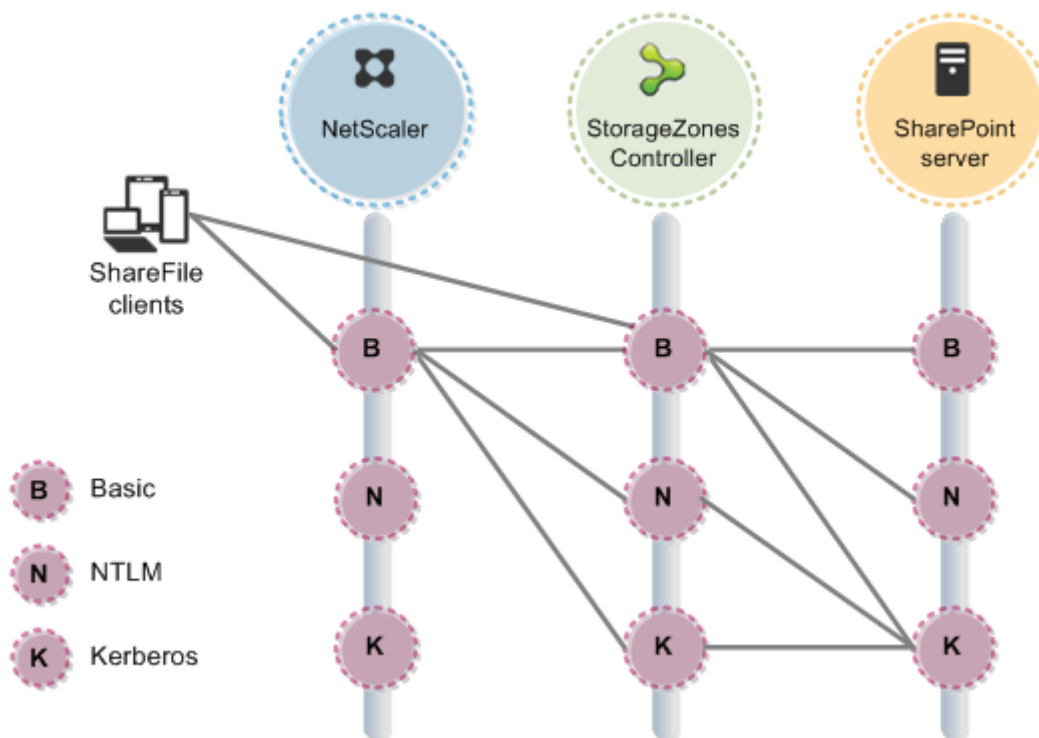 NetScaler
StorageZones
Controller
SharePoint
server
ShareFile
clients
B
B
B
N
N
N
K
K
K
B Basic
N NTLM
K Kerberos